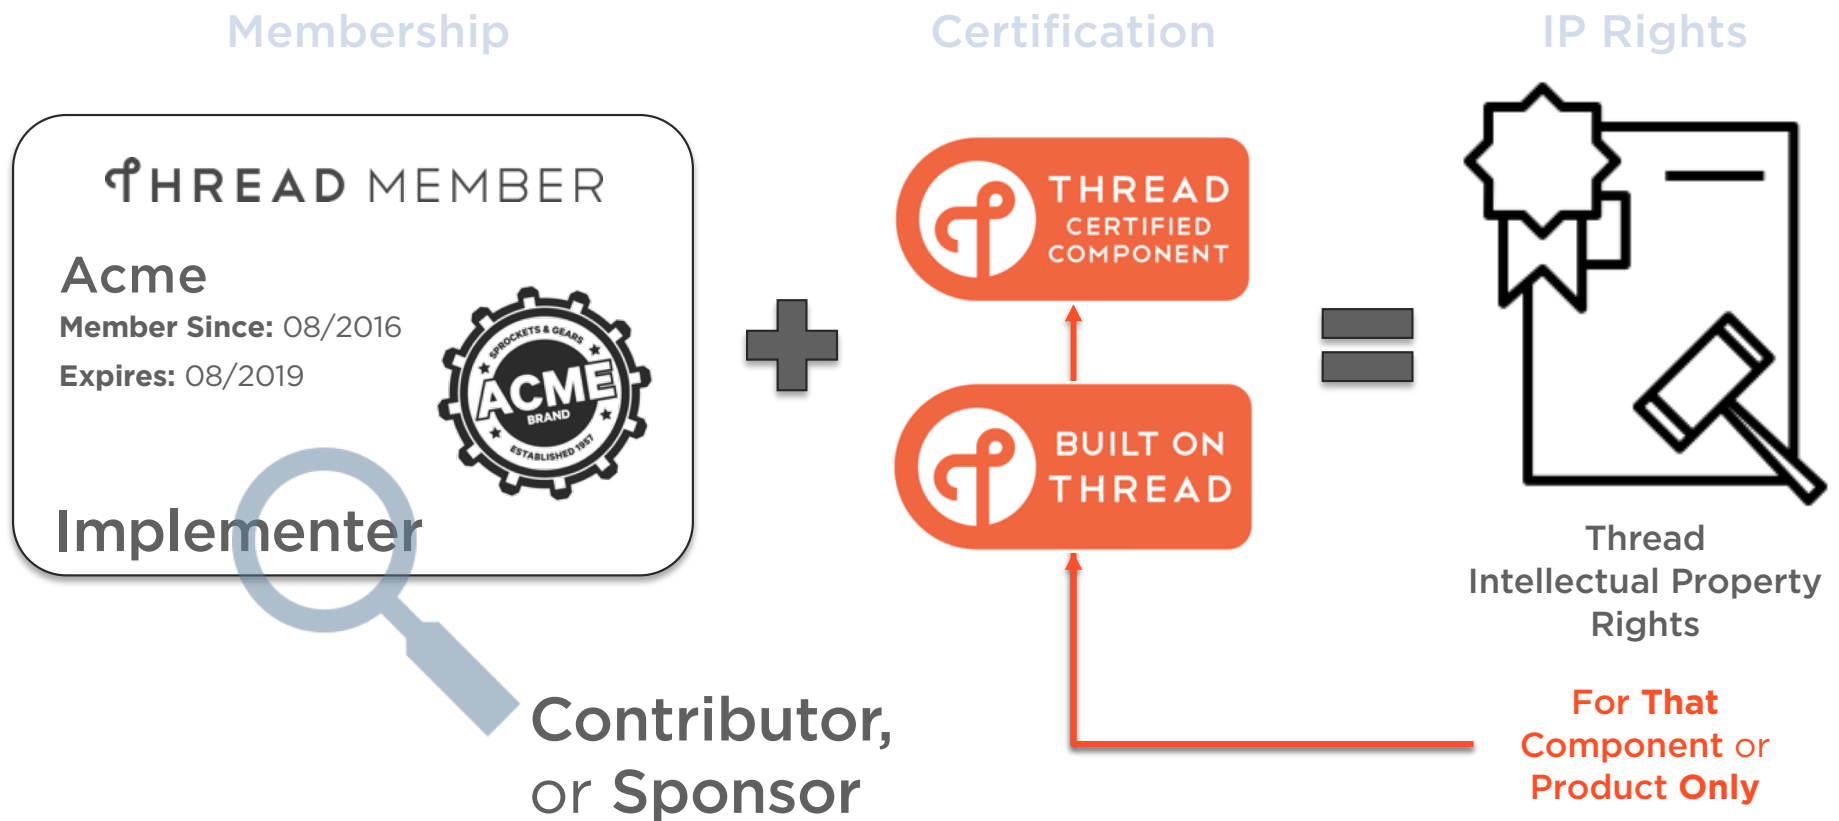 Membership
Certification
IP Rights
THREAD MEMBER
Acme
Member Since: 08/2016
Expires: 08/2019
SPROCKETS & GEARS
ACME
BRAND
ESTABLISHED 1957
Implementer
Contributor,
or Sponsor
THREAD
CERTIFIED
COMPONENT
BUILT ON
THREAD
Thread
Intellectual Property
Rights
For That
Component or
Product Only